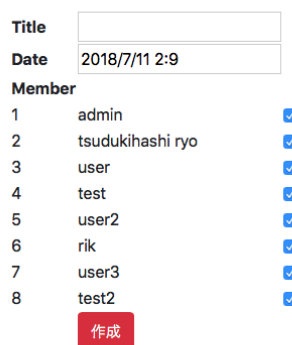 Title
Date 2018/7/11 2:9
Member
1 admin
2 tsudukihashi ryo
3 user
4 test
5 user2
6 rik
7 user3
8 test2
作成